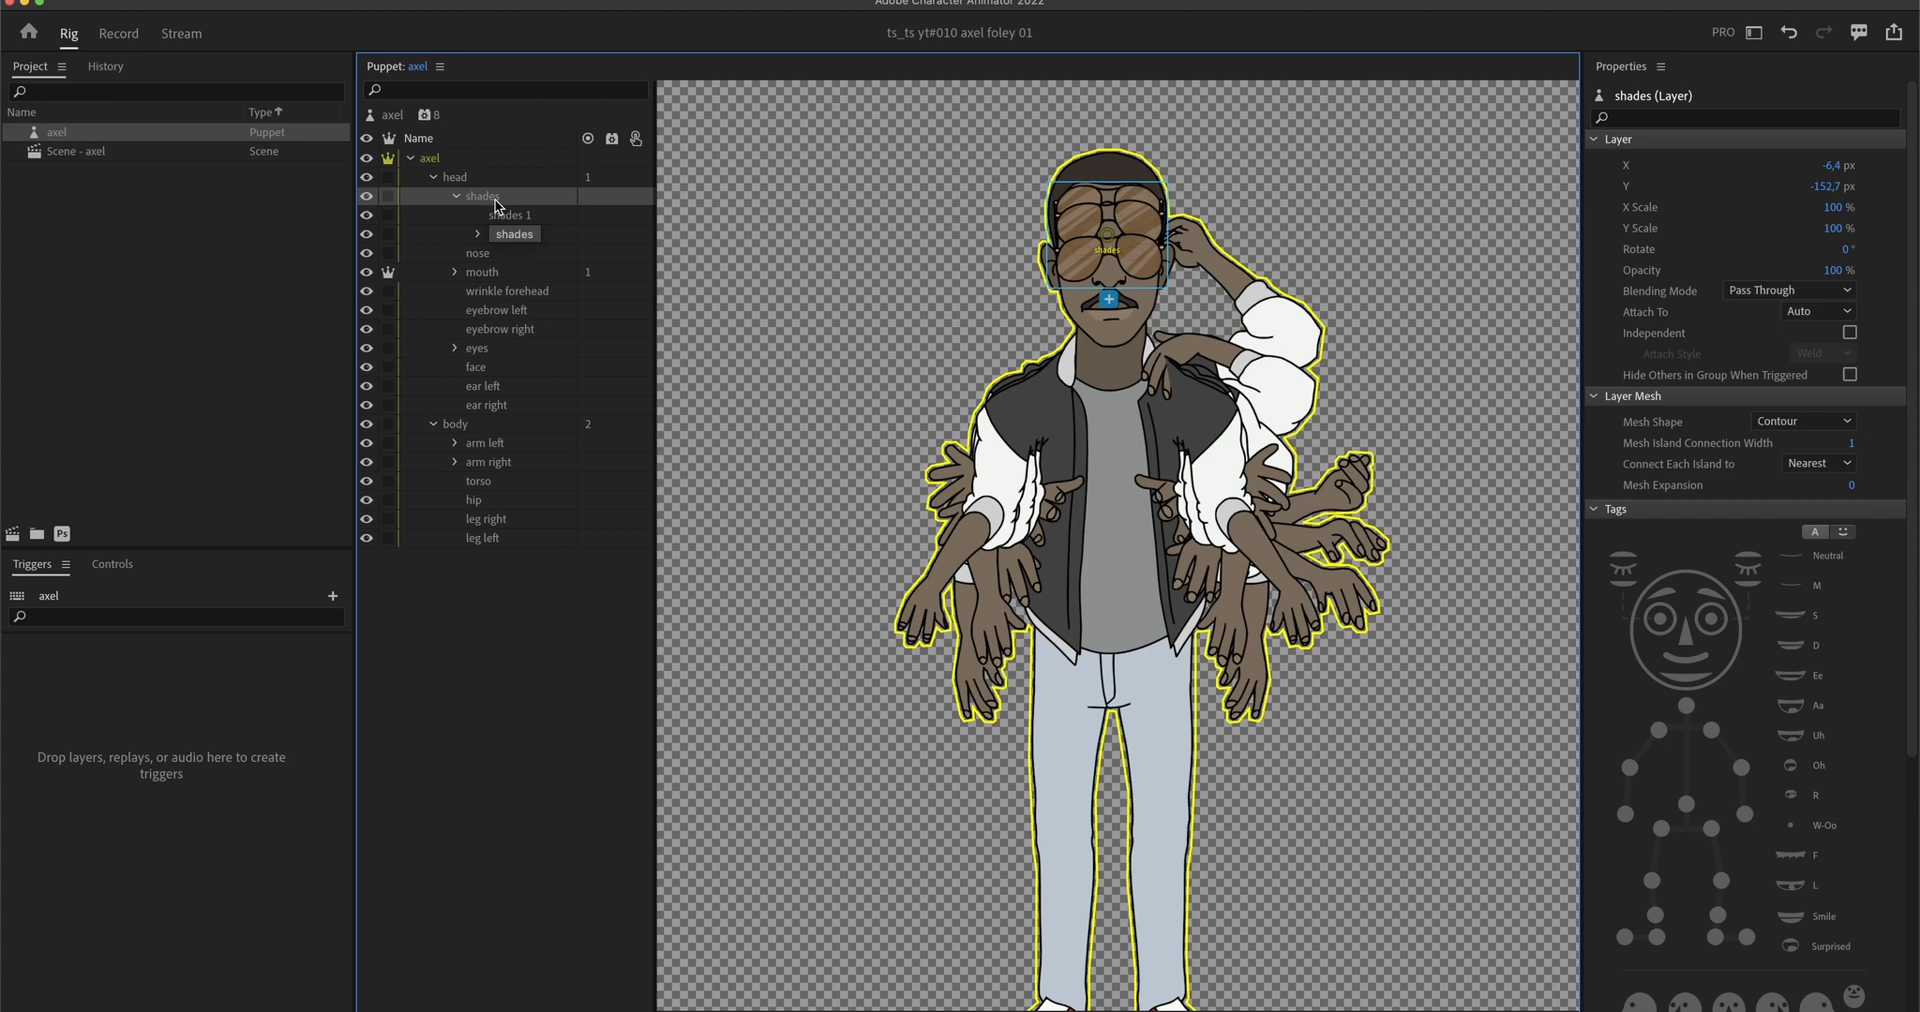 Adobe Character Animator 2022
Rig
Record
Stream
ts_ts yt#010 axel foley 01
PRO
Project
History
Name
Type
axel
Puppet
Scene - axel
Scene
Puppet: axel
axel
8
Name
axel
head
1
shades
shades 1
shades
nose
mouth
1
wrinkle forehead
eyebrow left
eyebrow right
eyes
face
ear left
ear right
body
2
arm left
arm right
torso
hip
leg right
leg left
Ps
Triggers
Controls
axel
Drop layers, replays, or audio here to create
triggers
shades
Properties
shades (Layer)
Layer
X
-6,4 px
Y
-152,7 px
X Scale
100 %
Y Scale
100 %
Rotate
0 °
Opacity
100 %
Blending Mode
Pass Through
Attach To
Auto
Independent
Attach Style
Weld
Hide Others in Group When Triggered
Layer Mesh
Mesh Shape
Contour
Mesh Island Connection Width
1
Connect Each Island to
Nearest
Mesh Expansion
0
Tags
A
Neutral
M
S
D
Ee
Aa
Uh
Oh
R
W-Oo
F
L
Smile
Surprised